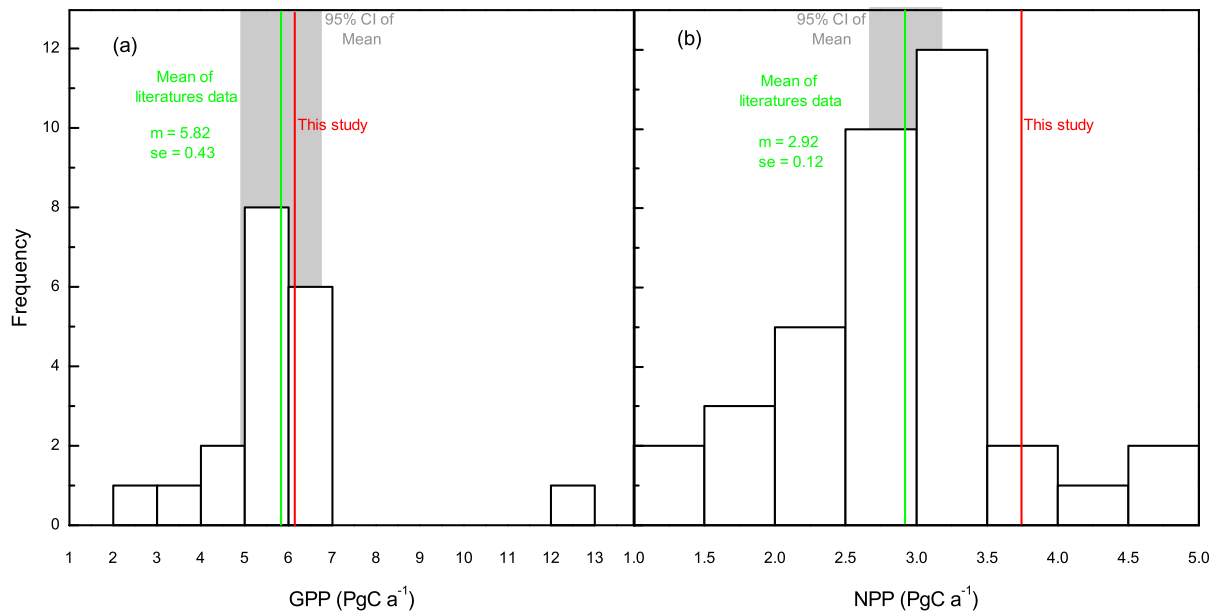 (a)
95% CI of
Mean
Mean of
literatures data
m = 5.82
se = 0.43
This study
Frequency
0
2
4
6
8
10
12
1 2 3 4 5 6 7 8 9 10 11 12 13
GPP (PgC a⁻¹)
(b)
95% CI of
Mean
Mean of
literatures data
m = 2.92
se = 0.12
This study
1.0 1.5 2.0 2.5 3.0 3.5 4.0 4.5 5.0
NPP (PgC a⁻¹)